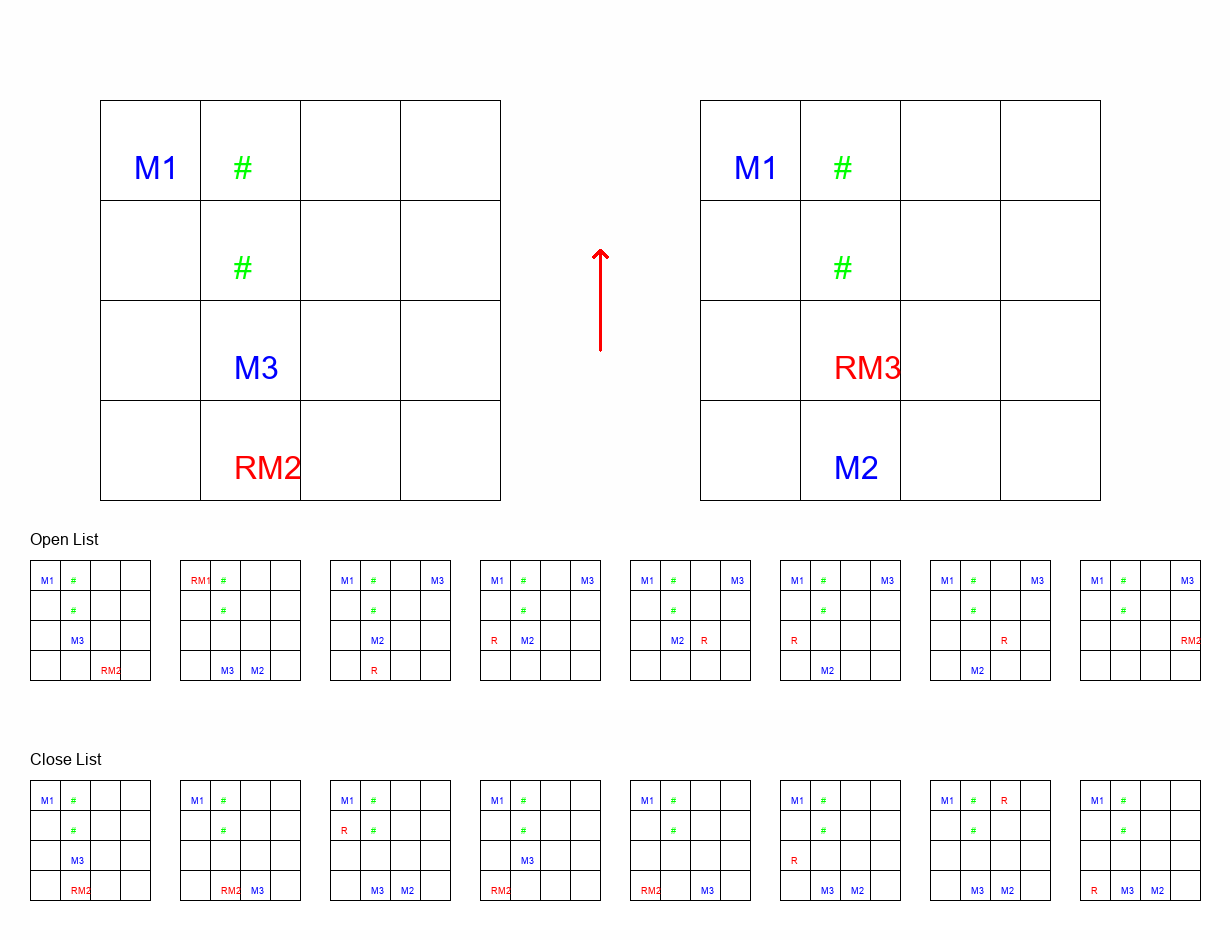 M1 # M1 #
# #
M3 RM3
RM2 M2
Open List
M1 # RM1 # M1 # M3 M1 # M3 M1 # M3 M1 # M3 M1 # M3 M1 # M3
# # # # # # # #
M3 M2 R M2 M2 R R R RM2
RM2 M3 M2 R M2 M2
Close List
M1 # M1 # M1 # M1 # M1 # M1 # M1 # R M1 #
# # R # # # # # #
M3 M3 R
RM2 RM2 M3 M3 M2 RM2 RM2 M3 M3 M2 M3 M2 R M3 M2